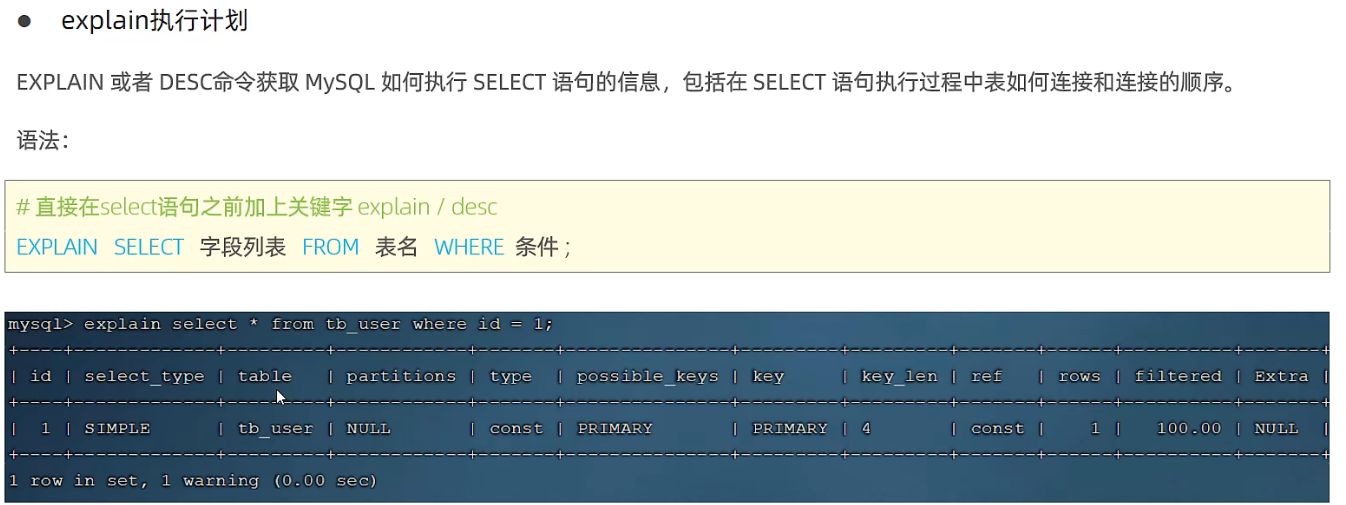 ● explain执行计划
EXPLAIN 或者 DESC命令获取 MySQL 如何执行 SELECT 语句的信息，包括在 SELECT 语句执行过程中表如何连接和连接的顺序。
语法：
# 直接在select语句之前加上关键字 explain / desc
EXPLAIN SELECT 字段列表 FROM 表名 WHERE 条件 ;
mysql> explain select * from tb_user where id = 1;
+----+-------------+---------+------------+-------+---------------+---------+---------+-------+------+----------+-------+
| id | select_type | table | partitions | type | possible_keys | key | key_len | ref | rows | filtered | Extra |
+----+-------------+---------+------------+-------+---------------+---------+---------+-------+------+----------+-------+
| 1 | SIMPLE | tb_user | NULL | const | PRIMARY | PRIMARY | 4 | const | 1 | 100.00 | NULL |
+----+-------------+---------+------------+-------+---------------+---------+---------+-------+------+----------+-------+
1 row in set, 1 warning (0.00 sec)